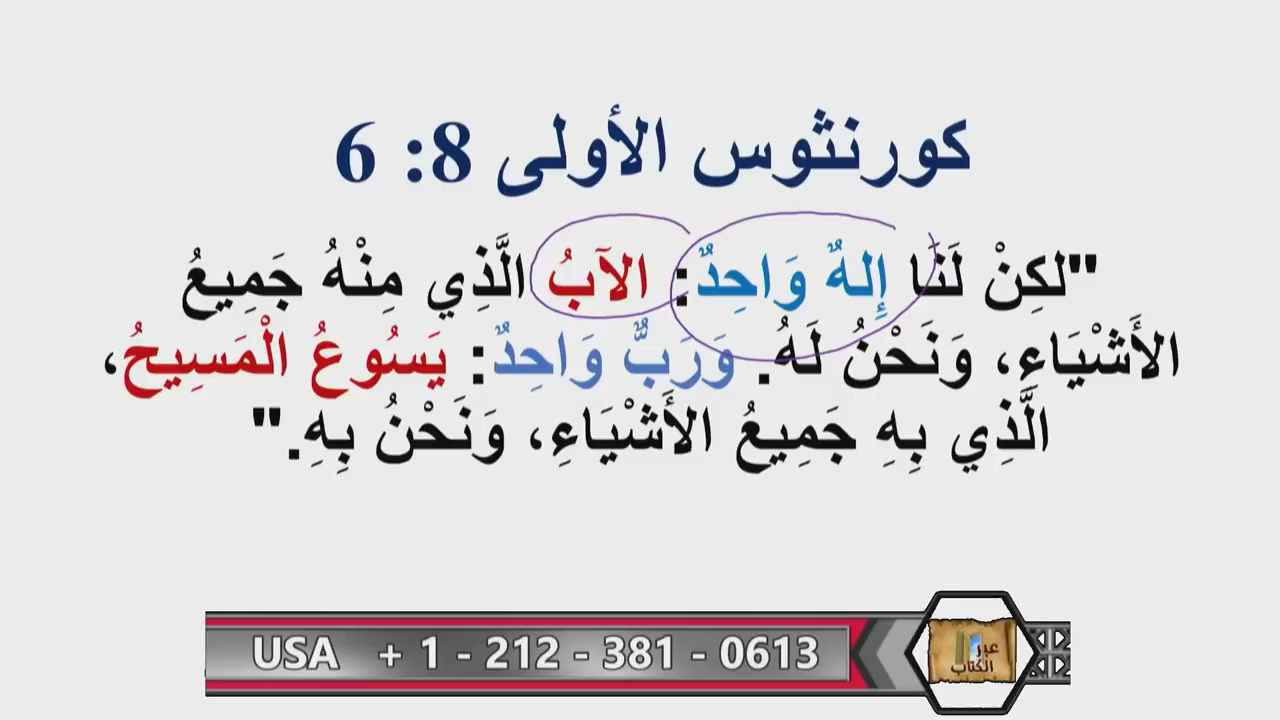 كورنثوس الأولى 8: 6
"لكِنْ لَنَا إِلهٌ وَاحِدٌ: الآبُ الَّذِي مِنْهُ جَمِيعُ
الأَشْيَاءِ، وَنَحْنُ لَهُ. وَرَبٌّ وَاحِدٌ: يَسُوعُ الْمَسِيحُ،
الَّذِي بِهِ جَمِيعُ الأَشْيَاءِ، وَنَحْنُ بِهِ."
USA + 1 - 212 - 381 - 0613
عبر
الكتاب